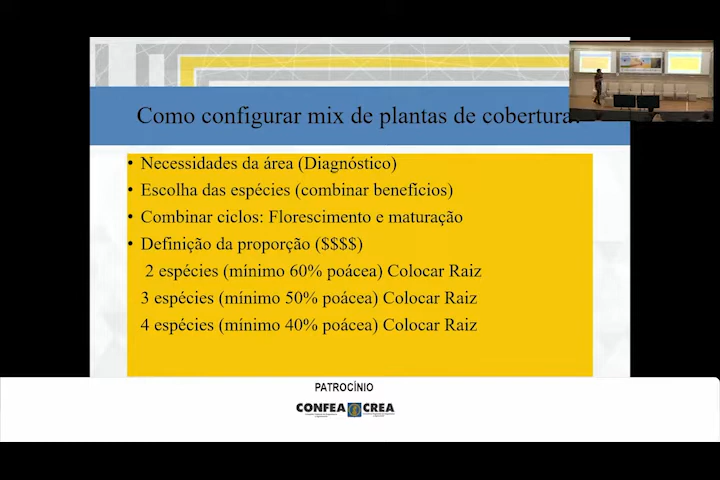 Como configurar mix de plantas de cobertura?
• Necessidades da área (Diagnóstico)
• Escolha das espécies (combinar benefícios)
• Combinar ciclos: Florescimento e maturação
• Definição da proporção ($$$$)
2 espécies (mínimo 60% poácea) Colocar Raiz
3 espécies (mínimo 50% poácea) Colocar Raiz
4 espécies (mínimo 40% poácea) Colocar Raiz
PATROCÍNIO
CONFEA CREA